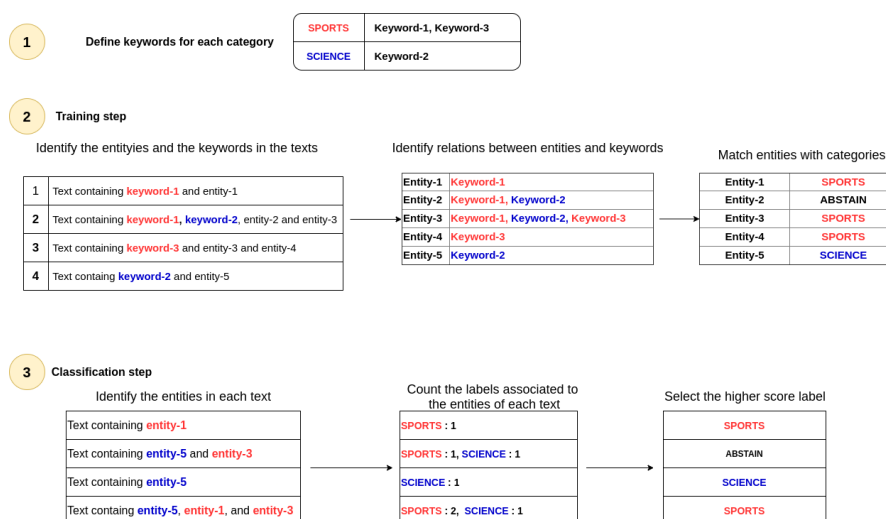 1
Define keywords for each category
SPORTS Keyword-1, Keyword-3
SCIENCE Keyword-2
2
Training step
Identify the entityies and the keywords in the texts
1 Text containing keyword-1 and entity-1
2 Text containing keyword-1, keyword-2, entity-2 and entity-3
3 Text containing keyword-3 and entity-3 and entity-4
4 Text containg keyword-2 and entity-5
Identify relations between entities and keywords
Entity-1 Keyword-1
Entity-2 Keyword-1, Keyword-2
Entity-3 Keyword-1, Keyword-2, Keyword-3
Entity-4 Keyword-3
Entity-5 Keyword-2
Match entities with categories
Entity-1 SPORTS
Entity-2 ABSTAIN
Entity-3 SPORTS
Entity-4 SPORTS
Entity-5 SCIENCE
3
Classification step
Identify the entities in each text
Text containing entity-1
Text containing entity-5 and entity-3
Text containing entity-5
Text containg entity-5, entity-1, and entity-3
Count the labels associated to
the entities of each text
SPORTS : 1
SPORTS : 1, SCIENCE : 1
SCIENCE : 1
SPORTS : 2, SCIENCE : 1
Select the higher score label
SPORTS
ABSTAIN
SCIENCE
SPORTS